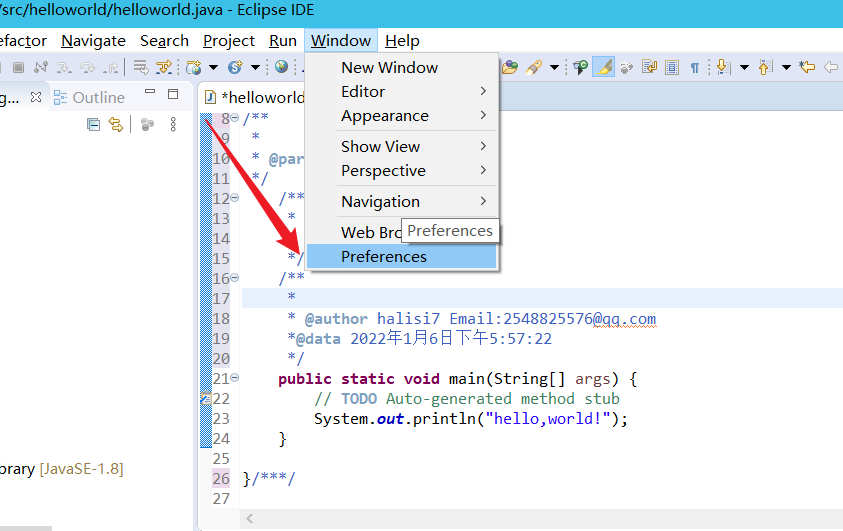 /src/helloworld/helloworld.java - Eclipse IDE
efactor Navigate Search Project Run Window Help
g... Outline
*helloworld
New Window
Editor
Appearance
Show View
Perspective
Navigation
Web Bro
Preferences
Preferences
8 /**
9 *
10 * @par
11 */
12 /**
13 *
14
15 */
16 /**
17 *
18 * @author halisi7 Email:2548825576@qq.com
19 *@data 2022年1月6日下午5:57:22
20 */
21 public static void main(String[] args) {
22 // TODO Auto-generated method stub
23 System.out.println("hello,world!");
24 }
25
26 }/***/
27
brary [JavaSE-1.8]